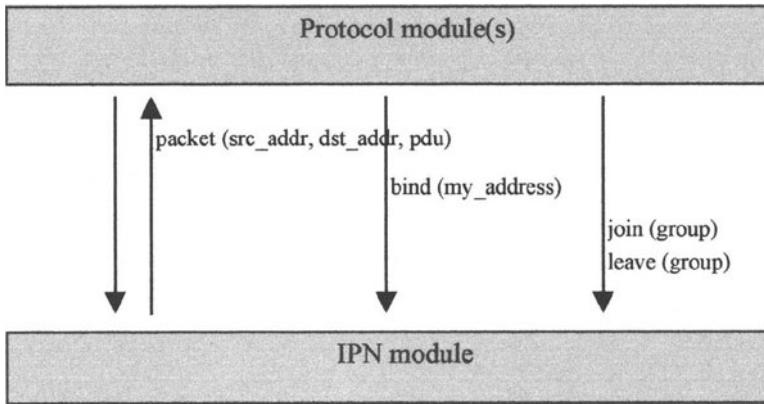 Protocol module(s)
packet (src_addr, dst_addr, pdu)
bind (my_address)
join (group)
leave (group)
IPN module